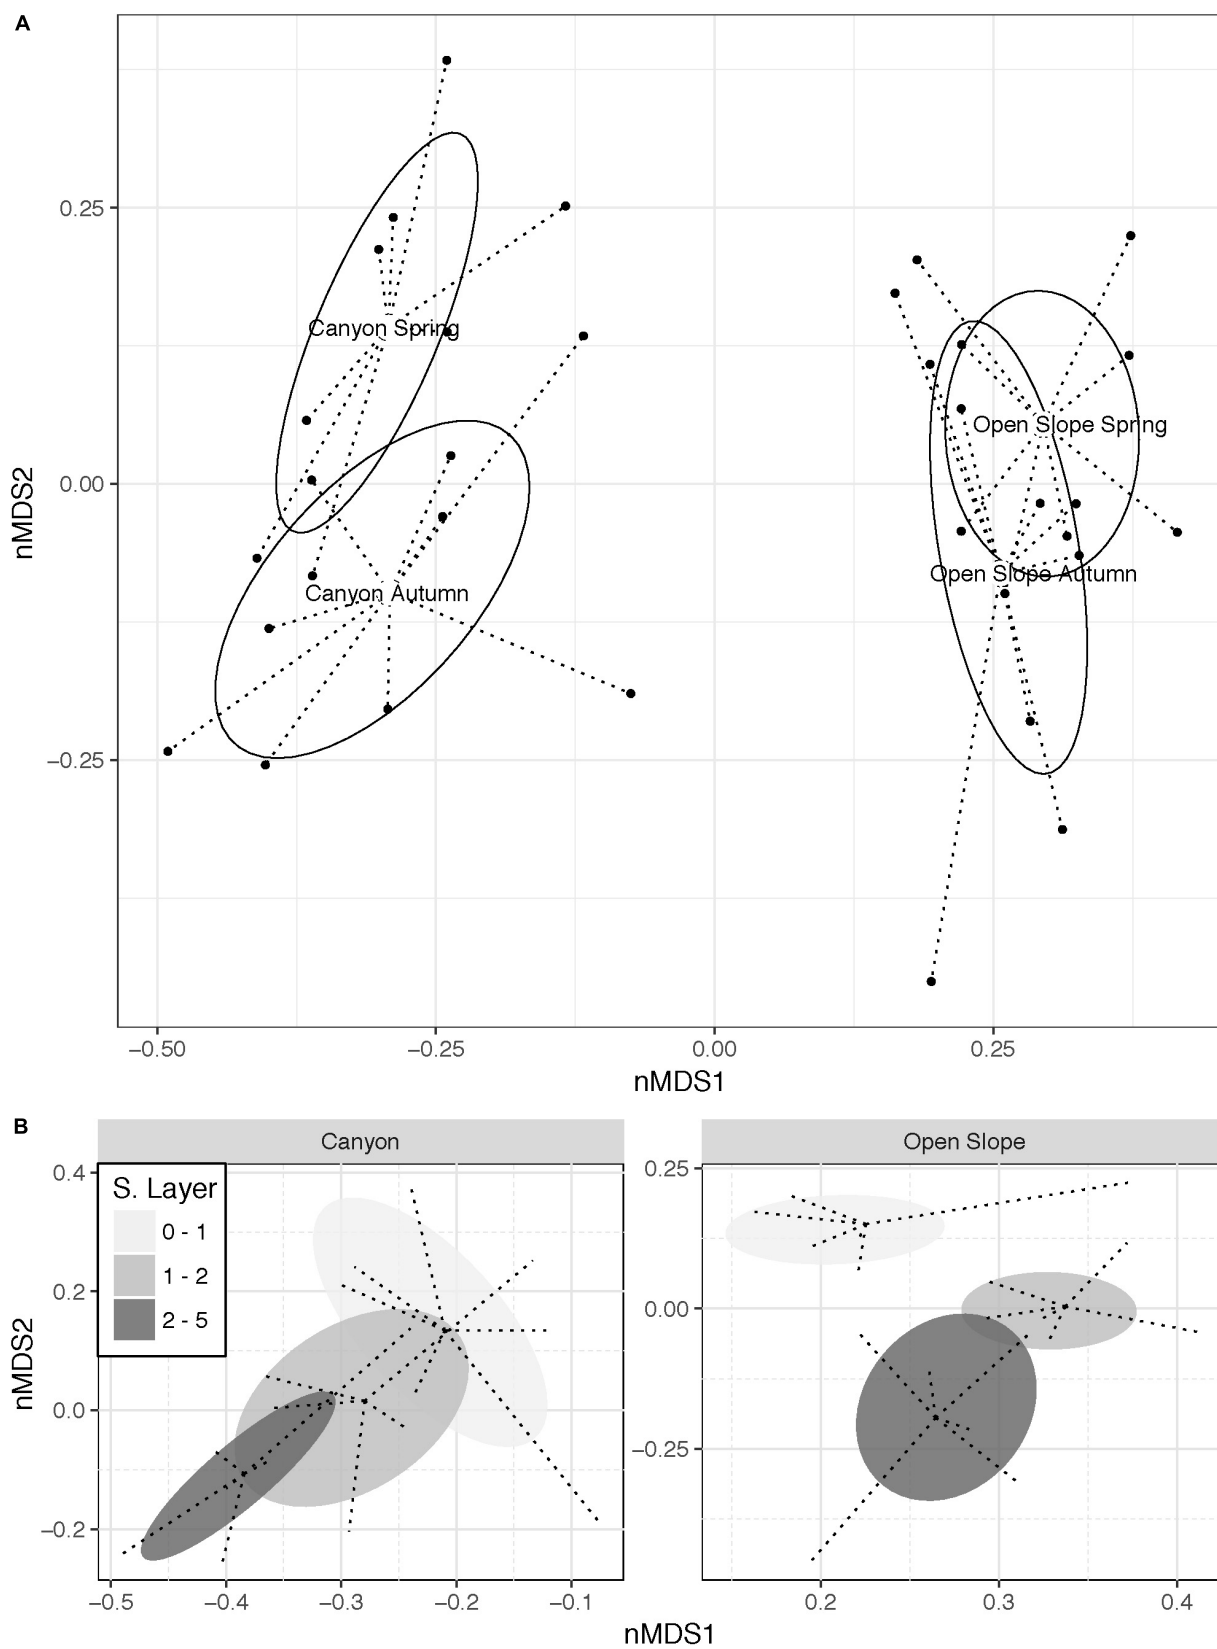 A
0.25
0.00
−0.25
nMDS2
Canyon Spring
Canyon Autumn
Open Slope Spring
Open Slope Autumn
−0.50 −0.25 0.00 0.25
nMDS1
B
Canyon Open Slope
S. Layer
0 - 1
1 - 2
2 - 5
0.4
0.2
0.0
−0.2
nMDS2
0.25
0.00
−0.25
−0.5 −0.4 −0.3 −0.2 −0.1 0.2 0.3 0.4
nMDS1